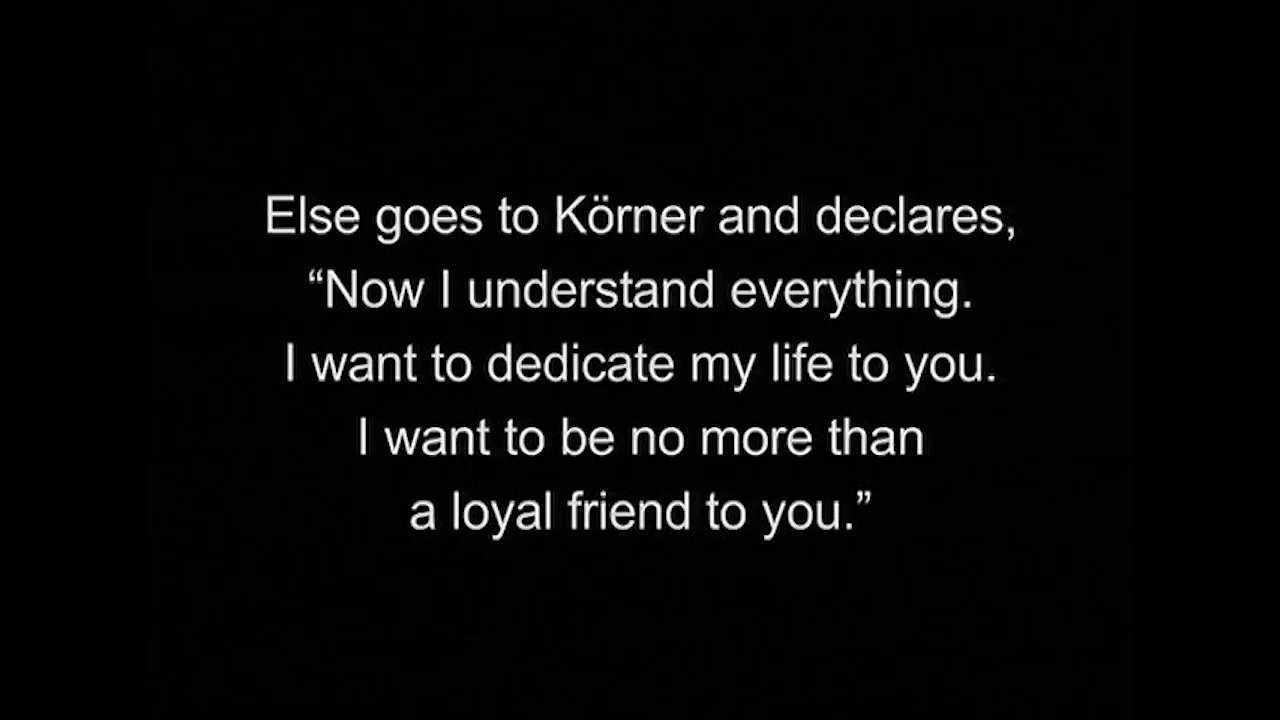 Else goes to Körner and declares,
“Now I understand everything.
I want to dedicate my life to you.
I want to be no more than
a loyal friend to you.”